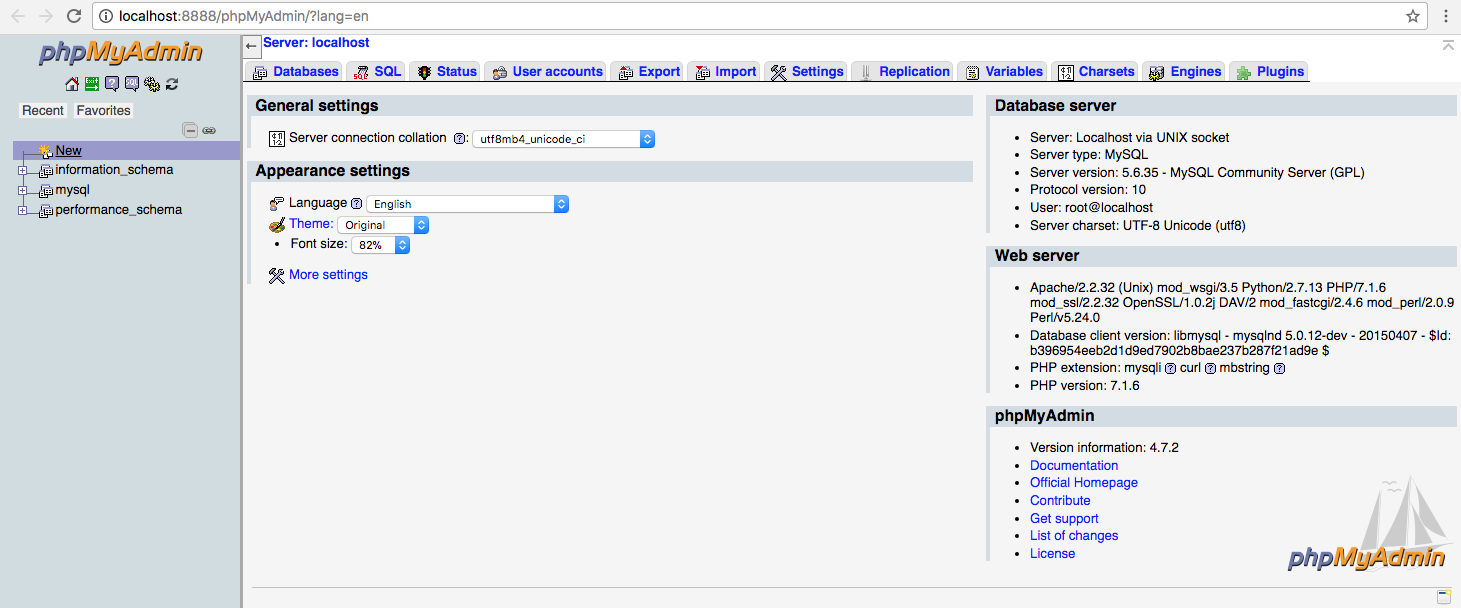 localhost:8888/phpMyAdmin/?lang=en
phpMyAdmin
Recent Favorites
New
information_schema
mysql
performance_schema
Server: localhost
Databases SQL Status User accounts Export Import Settings Replication Variables Charsets Engines Plugins
General settings
Server connection collation ?: utf8mb4_unicode_ci
Appearance settings
Language ? English
Theme: Original
Font size: 82%
More settings
Database server
Server: Localhost via UNIX socket
Server type: MySQL
Server version: 5.6.35 - MySQL Community Server (GPL)
Protocol version: 10
User: root@localhost
Server charset: UTF-8 Unicode (utf8)
Web server
Apache/2.2.32 (Unix) mod_wsgi/3.5 Python/2.7.13 PHP/7.1.6
mod_ssl/2.2.32 OpenSSL/1.0.2j DAV/2 mod_fastcgi/2.4.6 mod_perl/2.0.9
Perl/v5.24.0
Database client version: libmysql - mysqlnd 5.0.12-dev - 20150407 - $Id:
b396954eeb2d1d9ed7902b8bae237b287f21ad9e $
PHP extension: mysqli ? curl ? mbstring ?
PHP version: 7.1.6
phpMyAdmin
Version information: 4.7.2
Documentation
Official Homepage
Contribute
Get support
List of changes
License
phpMyAdmin